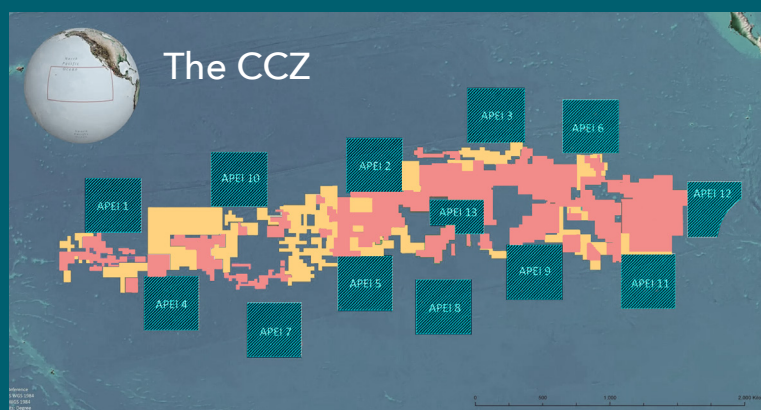 The CCZ
APEI 3
APEI 6
APEI 2
APEI 10
APEI 1
APEI 12
APEI 13
APEI 9
APEI 5
APEI 11
APEI 8
APEI 4
APEI 7
0 500 1,000 2,000